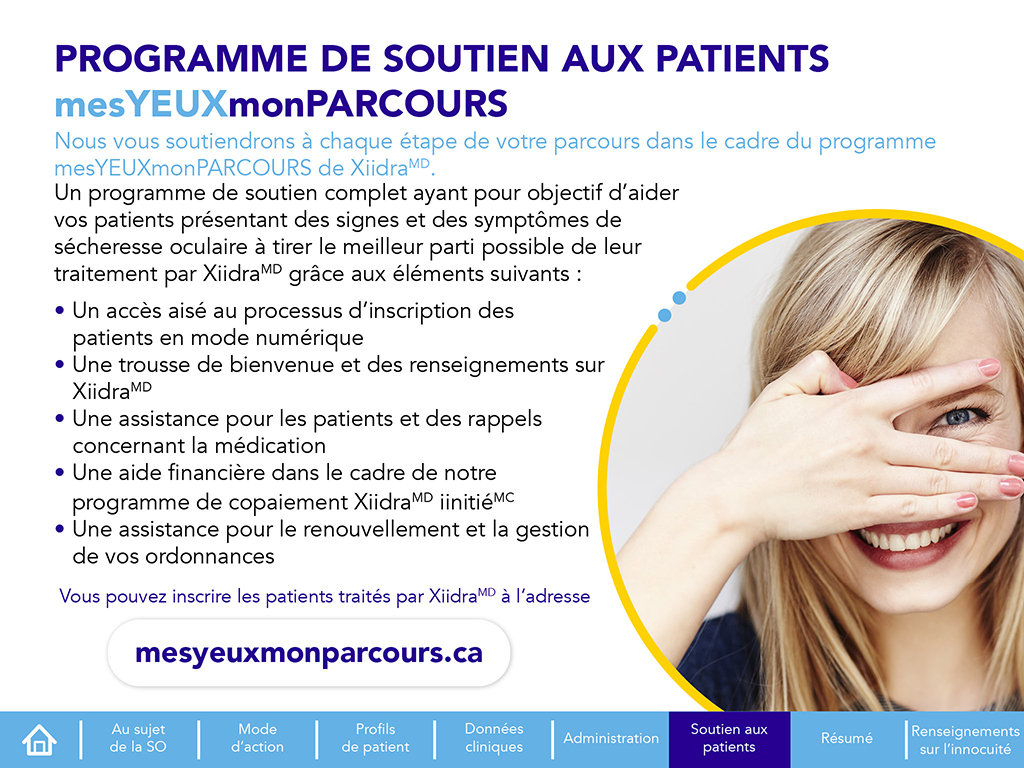 PROGRAMME DE SOUTIEN AUX PATIENTS
mesYEUXmonPARCOURS
Nous vous soutiendrons à chaque étape de votre parcours dans le cadre du programme
mesYEUXmonPARCOURS de Xiidraᴹᴰ.
Un programme de soutien complet ayant pour objectif d’aider
vos patients présentant des signes et des symptômes de
sécheresse oculaire à tirer le meilleur parti possible de leur
traitement par Xiidraᴹᴰ grâce aux éléments suivants :
• Un accès aisé au processus d’inscription des
patients en mode numérique
• Une trousse de bienvenue et des renseignements sur
Xiidraᴹᴰ
• Une assistance pour les patients et des rappels
concernant la médication
• Une aide financière dans le cadre de notre
programme de copaiement Xiidraᴹᴰ iinitiéᴹC
• Une assistance pour le renouvellement et la gestion
de vos ordonnances
Vous pouvez inscrire les patients traités par Xiidraᴹᴰ à l’adresse
mesyeuxmonparcours.ca
Au sujet
de la SO
Mode
d’action
Profils
de patient
Données
cliniques
Administration
Soutien aux
patients
Résumé
Renseignements
sur l’innocuité